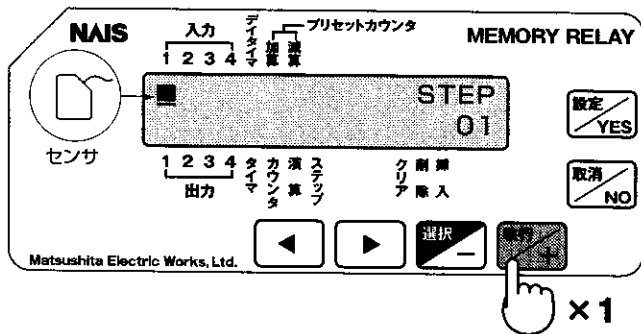 NAIS
入力
1 2 3 4
デイタイマ
加算
減算
プリセットカウンタ
MEMORY RELAY
センサ
STEP
01
設定/YES
1 2 3 4
出力
タイマ
カウンタ
演算
ステップ
クリア
削除
挿入
取消/NO
Matsushita Electric Works, Ltd.
選択/−
+
×1